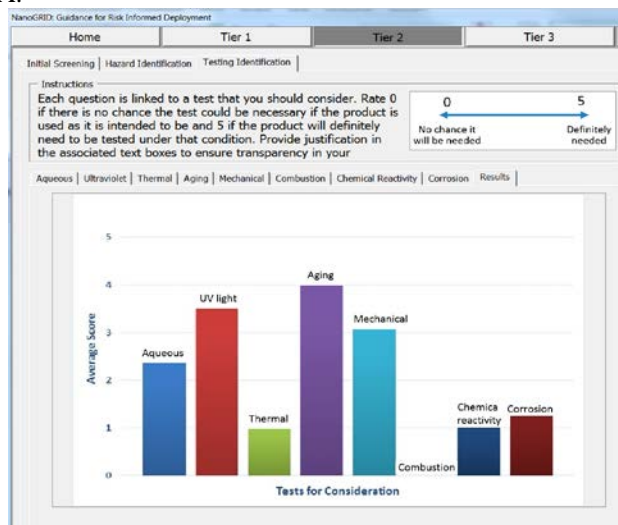 NanoGRID: Guidance for Risk Informed Deployment
Home Tier 1 Tier 2 Tier 3
Initial Screening Hazard Identification Testing Identification
Instructions
Each question is linked to a test that you should consider. Rate 0
if there is no chance the test could be necessary if the product is
used as it is intended to be and 5 if the product will definitely
need to be tested under that condition. Provide justification in
the associated text boxes to ensure transparency in your
0 5
No chance it
will be needed
Definitely
needed
Aqueous Ultraviolet Thermal Aging Mechanical Combustion Chemical Reactivity Corrosion Results
5
4
3
2
1
0
Average Score
Aqueous
UV light
Thermal
Aging
Mechanical
Combustion
Chemica
reactivity
Corrosion
Tests for Consideration